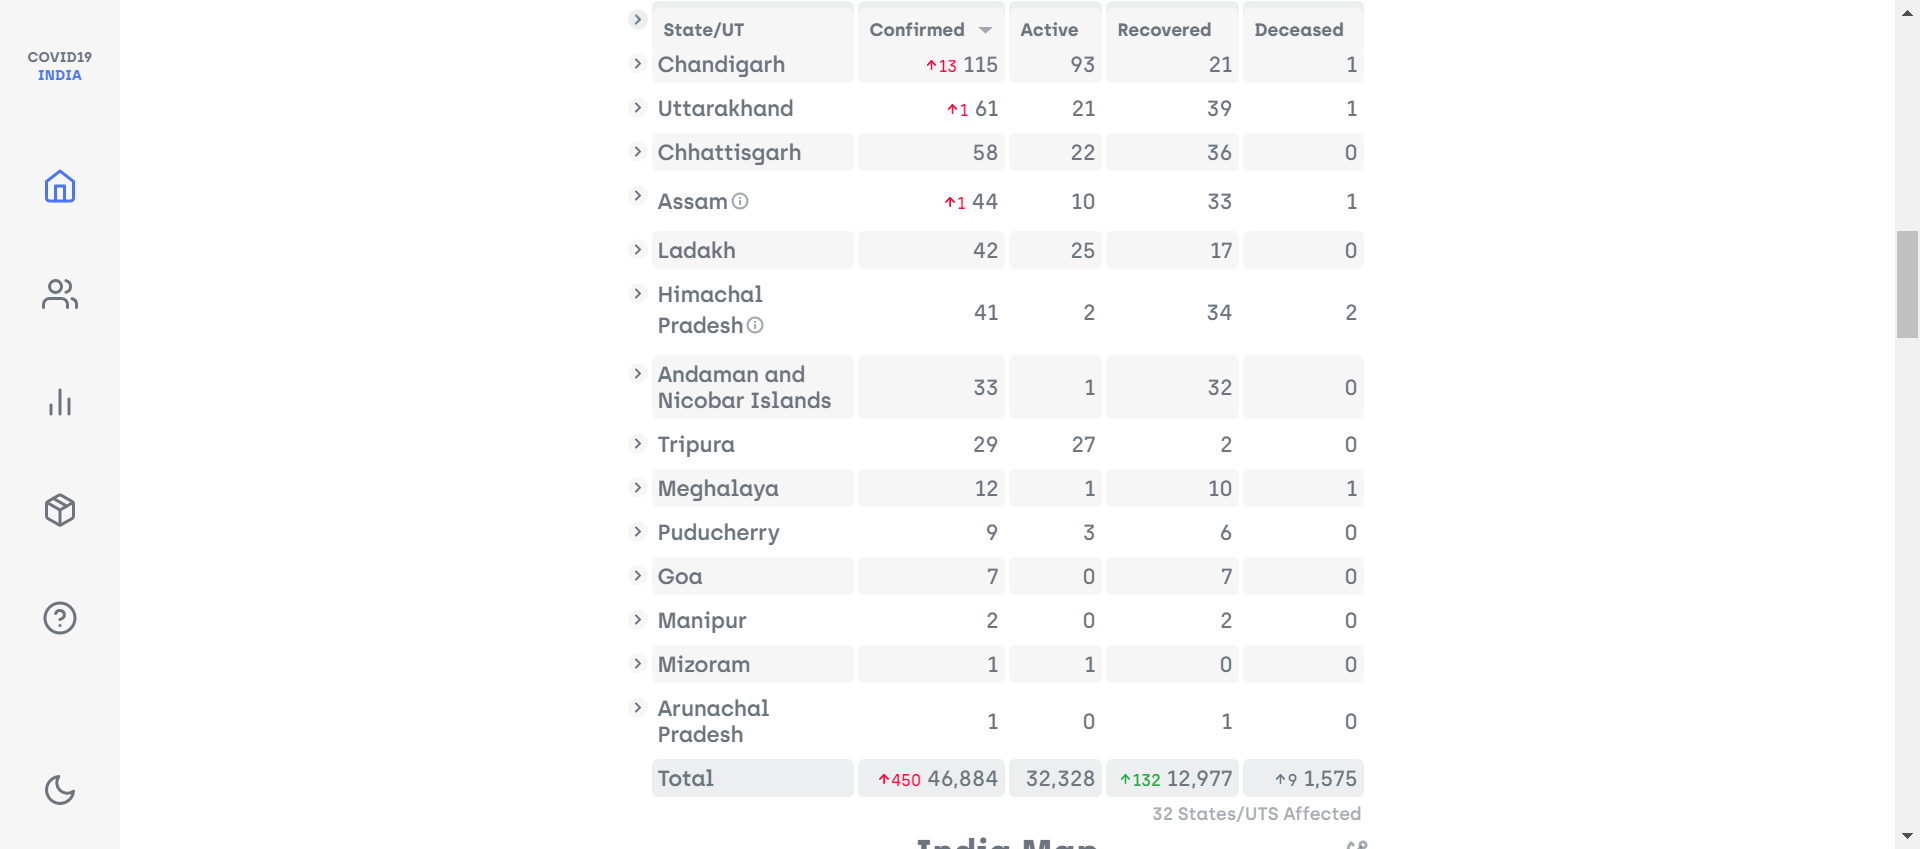 COVID19
INDIA
State/UT Confirmed Active Recovered Deceased
Chandigarh ↑13 115 93 21 1
Uttarakhand ↑1 61 21 39 1
Chhattisgarh 58 22 36 0
Assam ↑1 44 10 33 1
Ladakh 42 25 17 0
Himachal
Pradesh 41 2 34 2
Andaman and
Nicobar Islands 33 1 32 0
Tripura 29 27 2 0
Meghalaya 12 1 10 1
Puducherry 9 3 6 0
Goa 7 0 7 0
Manipur 2 0 2 0
Mizoram 1 1 0 0
Arunachal
Pradesh 1 0 1 0
Total ↑450 46,884 32,328 ↑132 12,977 ↑9 1,575
32 States/UTS Affected
India Map